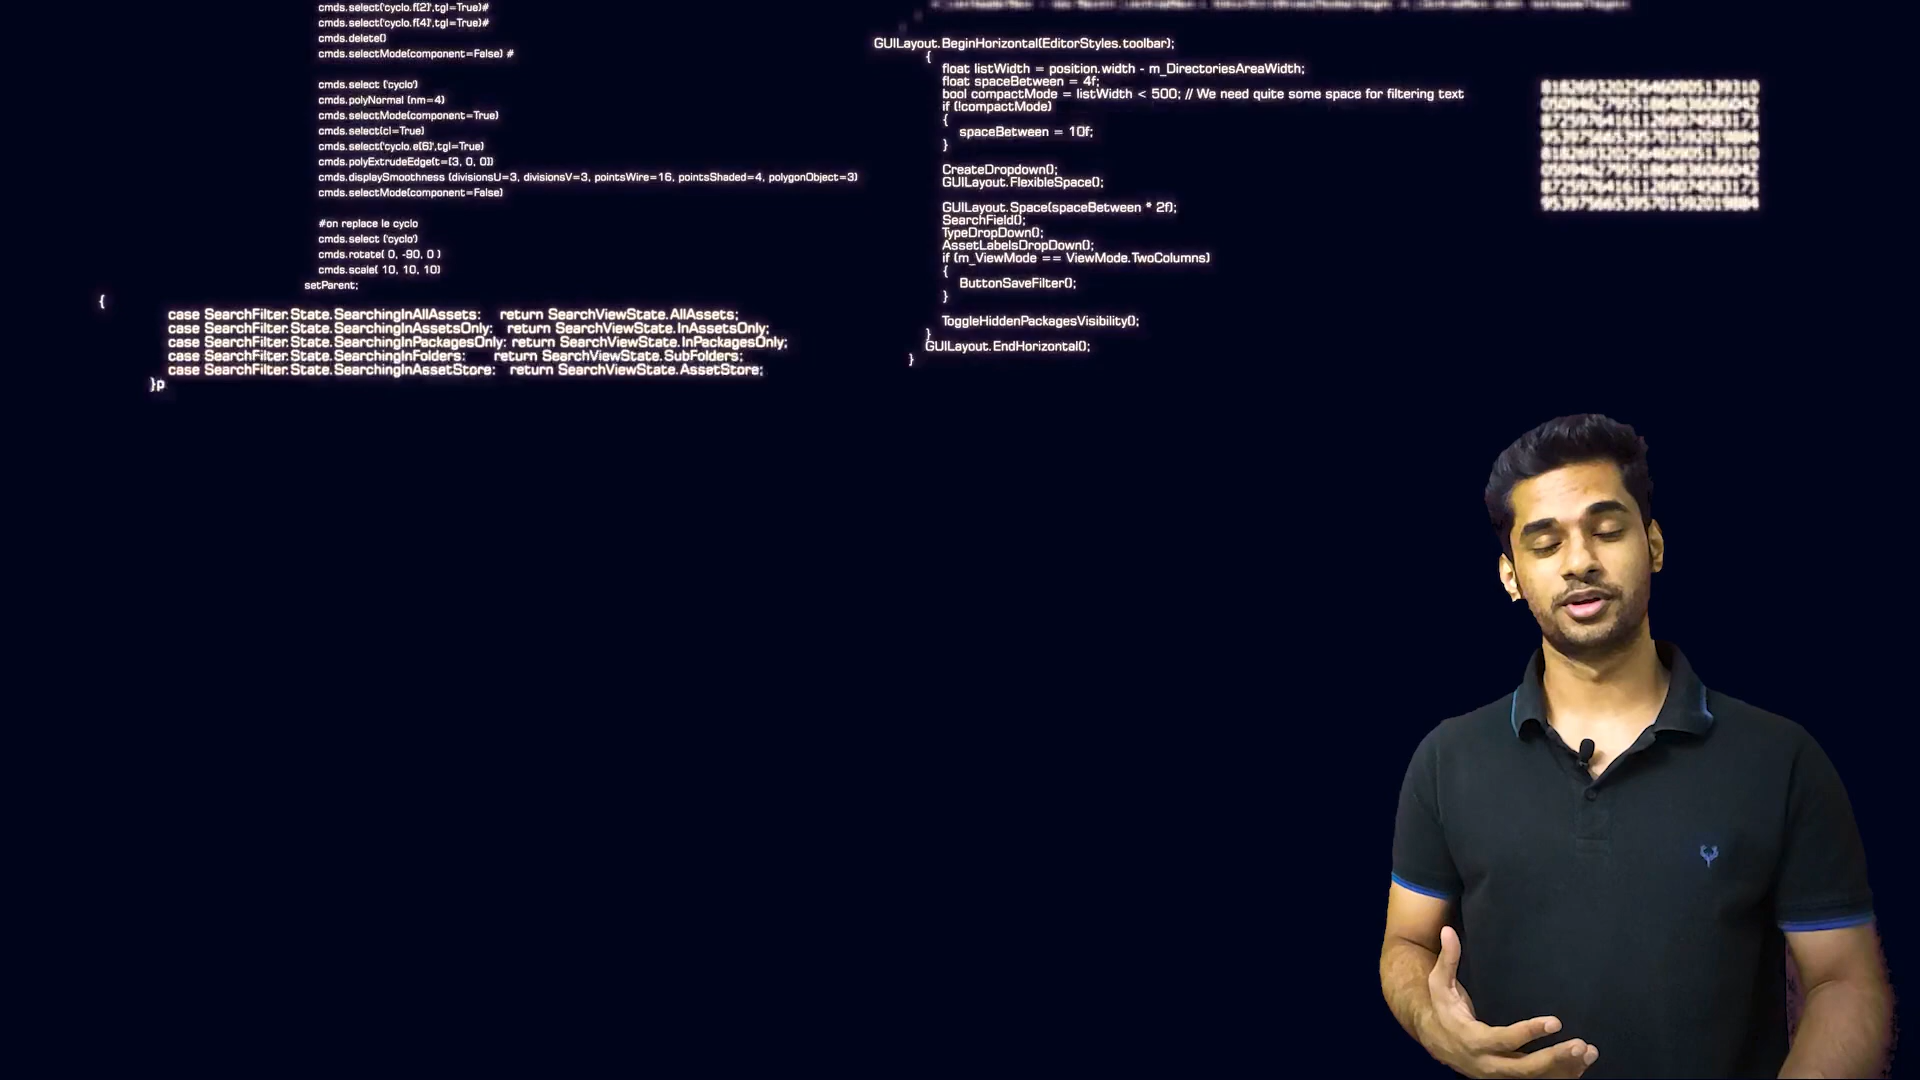 cmds.select('cyclo.f[2]',tgl=True)#
cmds.select('cyclo.f[4]',tgl=True)#
cmds.delete()
cmds.selectMode(component=False) #
cmds.select ('cyclo')
cmds.polyNormal (nm=4)
cmds.selectMode(component=True)
cmds.select(cl=True)
cmds.select('cyclo.e[6]',tgl=True)
cmds.polyExtrudeEdge(t=[3, 0, 0])
cmds.displaySmoothness (divisionsU=3, divisionsV=3, pointsWire=16, pointsShaded=4, polygonObject=3)
cmds.selectMode(component=False)
#on replace le cyclo
cmds.select ('cyclo')
cmds.rotate( 0, -90, 0 )
cmds.scale( 10, 10, 10)
setParent;
{
case SearchFilter.State.SearchingInAllAssets: return SearchViewState.AllAssets;
case SearchFilter.State.SearchingInAssetsOnly: return SearchViewState.InAssetsOnly;
case SearchFilter.State.SearchingInPackagesOnly: return SearchViewState.InPackagesOnly;
case SearchFilter.State.SearchingInFolders: return SearchViewState.SubFolders;
case SearchFilter.State.SearchingInAssetStore: return SearchViewState.AssetStore;
}p
GUILayout.BeginHorizontal(EditorStyles.toolbar);
{
float listWidth = position.width - m_DirectoriesAreaWidth;
float spaceBetween = 4f;
bool compactMode = listWidth < 500; // We need quite some space for filtering text
if (!compactMode)
{
spaceBetween = 10f;
}
CreateDropdown();
GUILayout.FlexibleSpace();
GUILayout.Space(spaceBetween * 2f);
SearchField();
TypeDropDown();
AssetLabelsDropDown();
if (m_ViewMode == ViewMode.TwoColumns)
{
ButtonSaveFilter();
}
ToggleHiddenPackagesVisibility();
}
GUILayout.EndHorizontal();
}